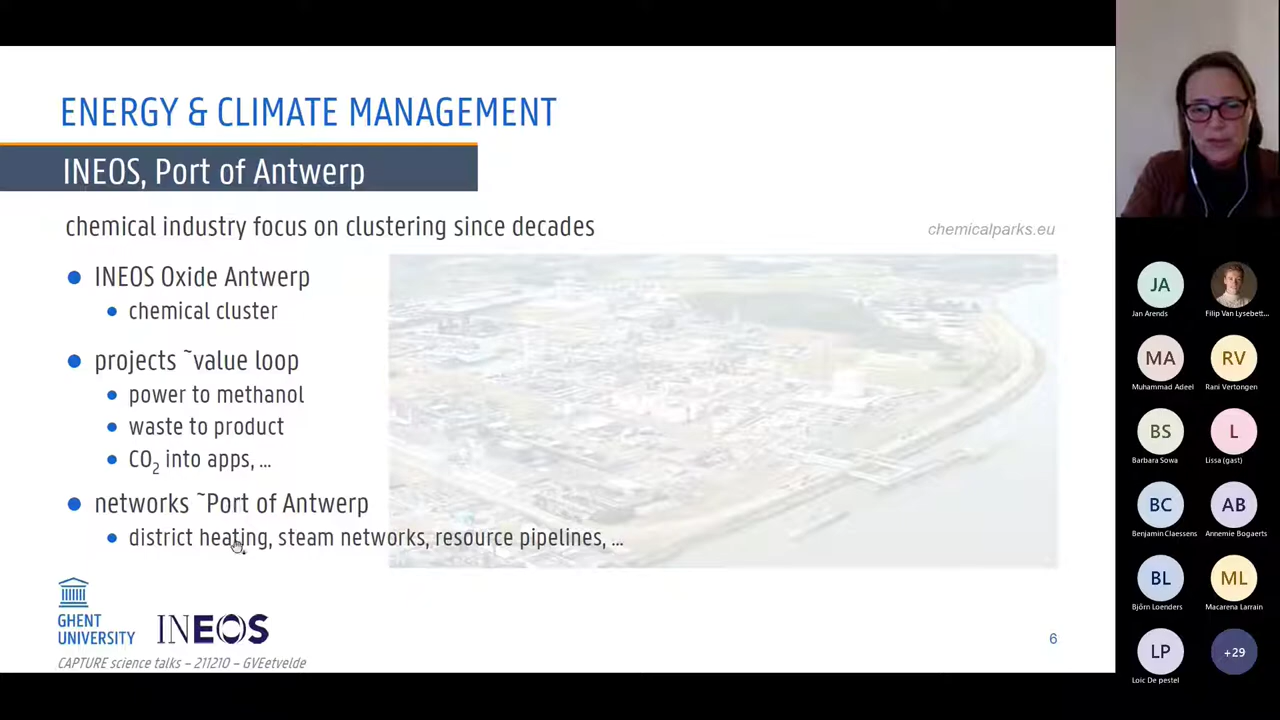 ENERGY & CLIMATE MANAGEMENT
INEOS, Port of Antwerp
chemical industry focus on clustering since decades
chemicalparks.eu
INEOS Oxide Antwerp
chemical cluster
projects ~value loop
power to methanol
waste to product
CO₂ into apps, ...
networks ~Port of Antwerp
district heating, steam networks, resource pipelines, ...
GHENT
UNIVERSITY
INEOS
CAPTURE science talks – 211210 – GVEetvelde
6
JA
Jan Arends
Filip Van Lysebett...
MA
Muhammad Adeel
RV
Rani Vertongen
BS
Barbara Sowa
L
Lissa (gast)
BC
Benjamin Claessens
AB
Annemie Bogaerts
BL
Björn Loenders
ML
Macarena Larrain
LP
Loic De pestel
+29